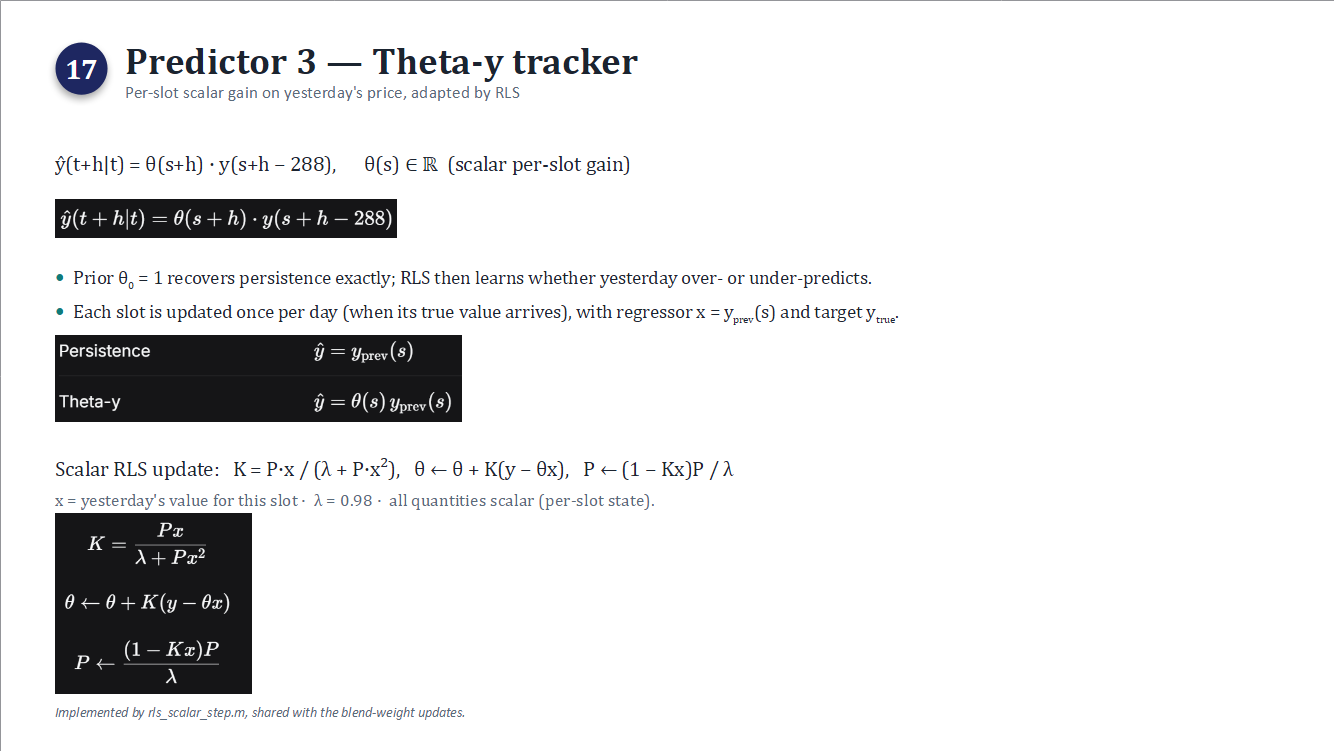 17
Predictor 3 — Theta-y tracker
Per-slot scalar gain on yesterday's price, adapted by RLS
ŷ(t+h|t) = θ(s+h) · y(s+h − 288), θ(s) ∈ ℝ (scalar per-slot gain)
ŷ(t + h|t) = θ(s + h) · y(s + h − 288)
• Prior θ₀ = 1 recovers persistence exactly; RLS then learns whether yesterday over- or under-predicts.
• Each slot is updated once per day (when its true value arrives), with regressor x = y_prev(s) and target y_true.
Persistence ŷ = y_prev(s)
Theta-y ŷ = θ(s) y_prev(s)
Scalar RLS update: K = P·x / (λ + P·x²), θ ← θ + K(y − θx), P ← (1 − Kx)P / λ
x = yesterday's value for this slot · λ = 0.98 · all quantities scalar (per-slot state).
K = Px / (λ + Px²)
θ ← θ + K(y − θx)
P ← (1 − Kx)P / λ
Implemented by rls_scalar_step.m, shared with the blend-weight updates.